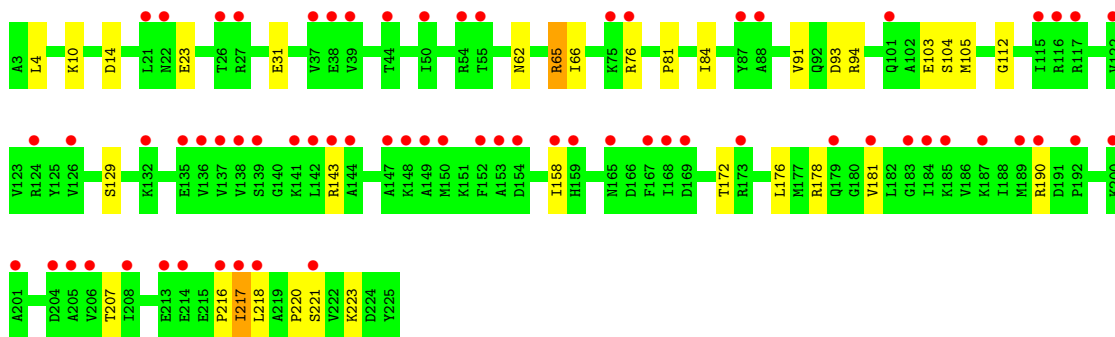 A3 L4 K10 D14 L21 N22 E23 T26 R27 E31 V37 E38 V39 T44 I50 R54 T55 N62 R65 I66 K75 R76 P81 I84 Y87 A88 V91 Q92 D93 R94 Q101 A102 E103 S104 M105 G112 I115 R116 R117 V122
V123 R124 Y125 V126 S129 K132 E135 V136 V137 V138 S139 G140 K141 L142 R143 A144 A147 K148 A149 M150 K151 F152 A153 D154 I158 H159 N165 D166 F167 I168 D169 T172 R173 L176 M177 R178 Q179 G180 V181 L182 G183 I184 K185 V186 K187 I188 M189 R190 D191 P192 K200
A201 D204 A205 V206 T207 I208 E213 E214 E215 P216 I217 L218 A219 P220 S221 V222 K223 D224 Y225